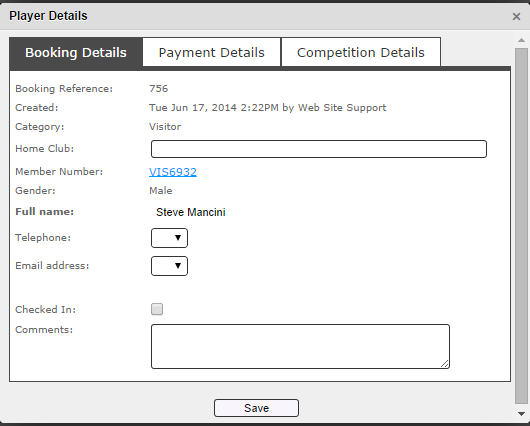 Player Details
Booking Details Payment Details Competition Details
Booking Reference: 756
Created: Tue Jun 17, 2014 2:22PM by Web Site Support
Category: Visitor
Home Club:
Member Number: VIS6932
Gender: Male
Full name: Steve Mancini
Telephone:
Email address:
Checked In:
Comments:
Save